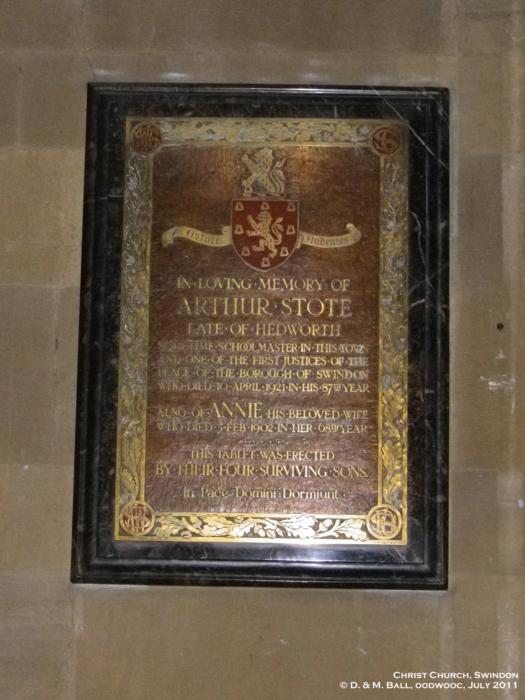 Estote
Studentes
IN·LOVING·MEMORY·OF
ARTHUR·STOTE
LATE·OF·HEDWORTH
SOMETIME·SCHOOLMASTER·IN·THIS·TOWN
AND·ONE·OF·THE·FIRST·JUSTICES·OF·THE
PEACE·OF·THE·BOROUGH·OF·SWINDON
WHO·DIED·10·APRIL·1921·IN·HIS·87TH·YEAR
ALSO·OF·ANNIE·HIS·BELOVED·WIFE
WHO·DIED·5·FEB·1902·IN·HER·68TH·YEAR
THIS·TABLET·WAS·ERECTED
BY·THEIR·FOUR·SURVIVING·SONS.
In·Pace·Domini·Dormiunt·
CHRIST CHURCH, SWINDON
© D. & M. BALL, OODWOOC, JULY 2011